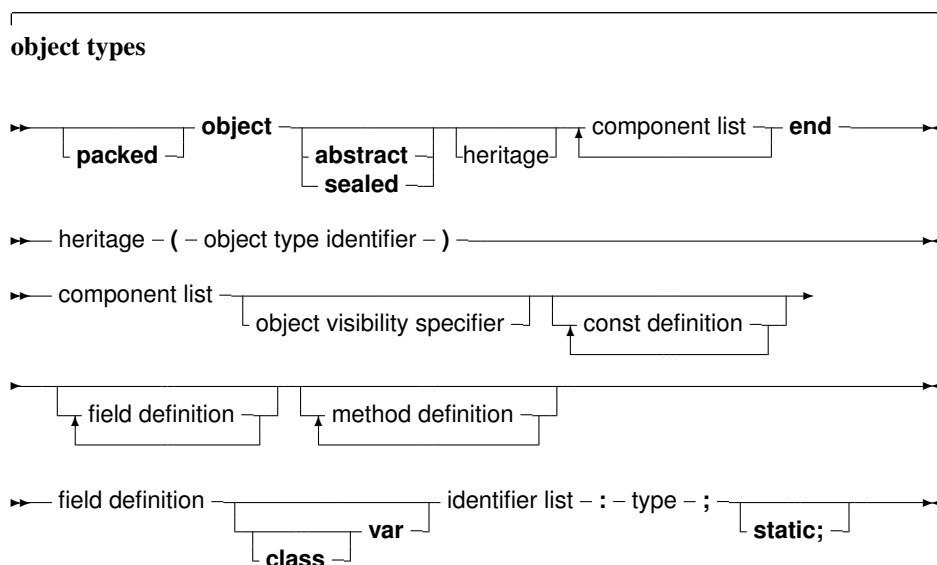 object types
object component list end
packed abstract heritage
sealed
heritage ( object type identifier )
component list
object visibility specifier const definition
field definition method definition
field definition identifier list : type ;
var static;
class